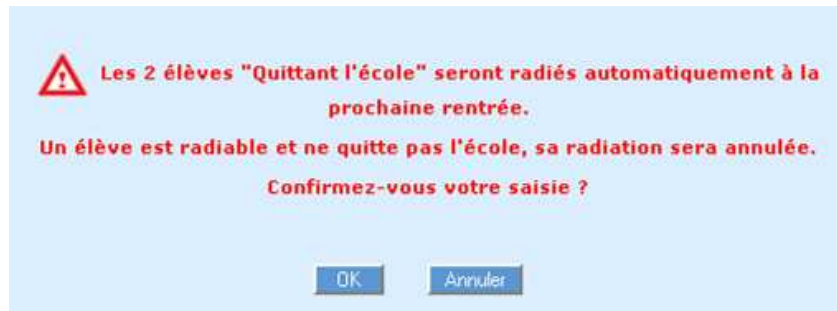 Les 2 élèves "Quittant l'école" seront radiés automatiquement à la
prochaine rentrée.
Un élève est radiable et ne quitte pas l'école, sa radiation sera annulée.
Confirmez-vous votre saisie ?
OK Annuler